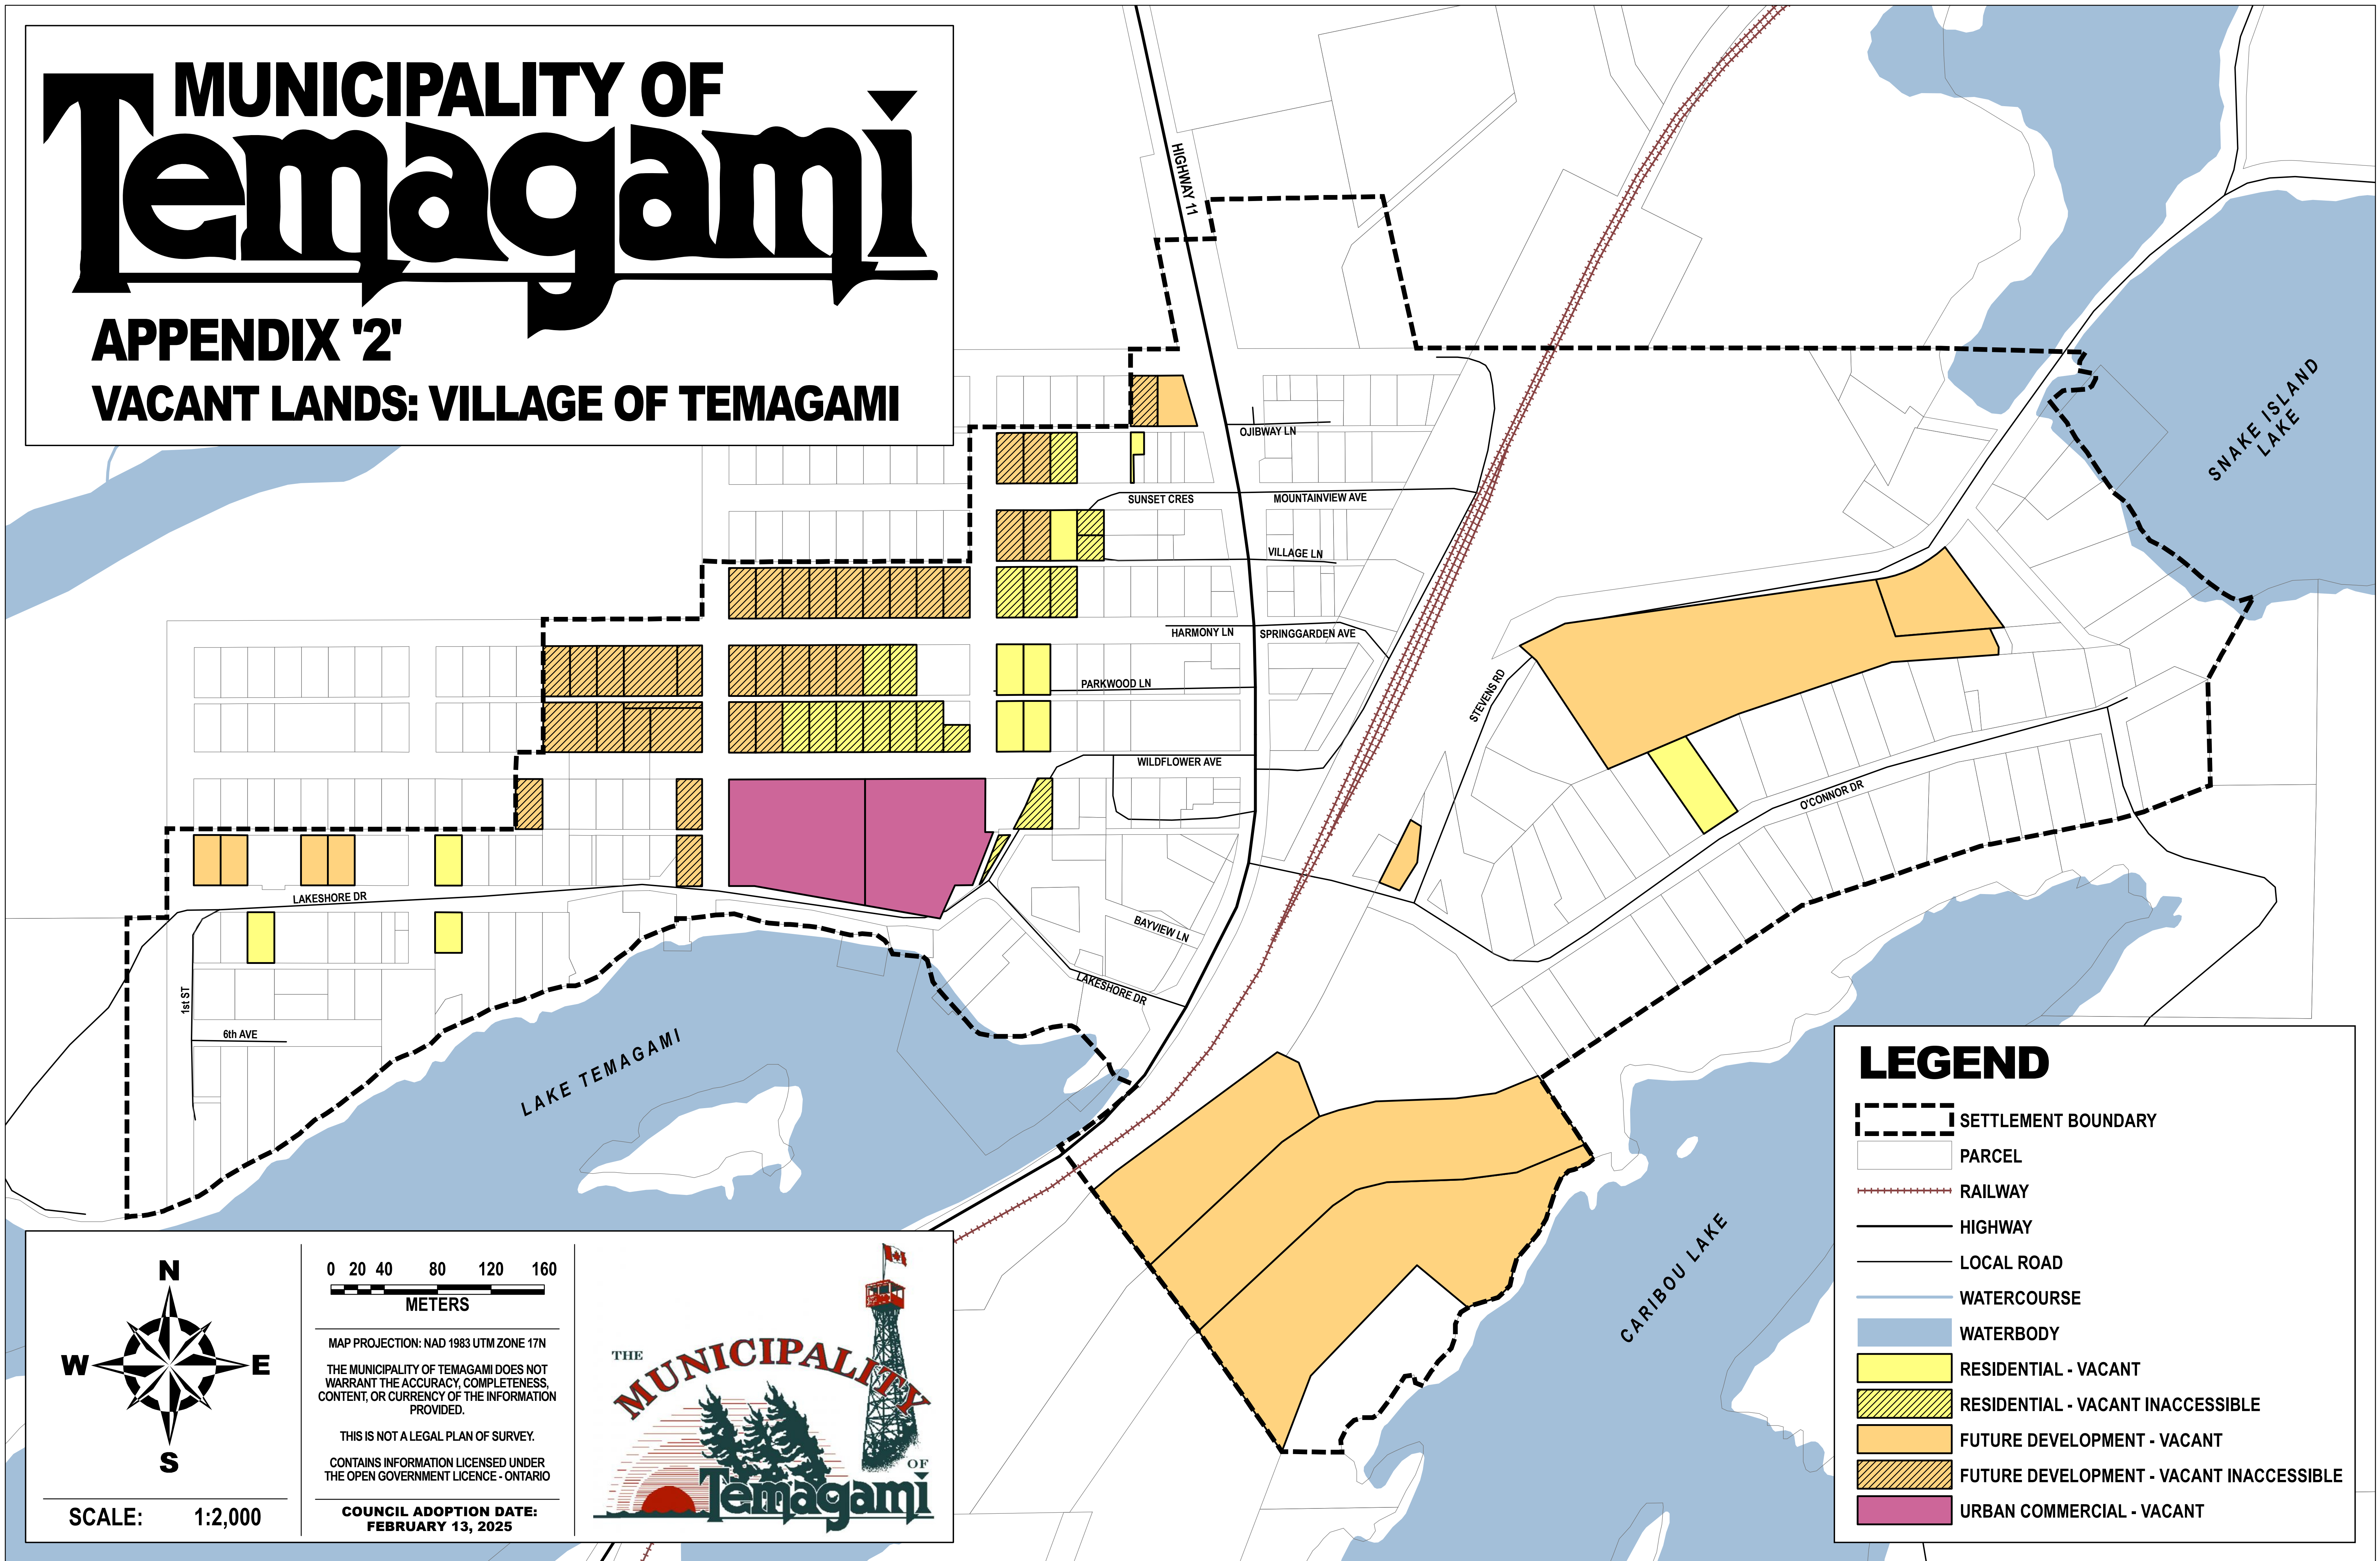 MUNICIPALITY OF
Temagami
APPENDIX '2'
VACANT LANDS: VILLAGE OF TEMAGAMI
HIGHWAY 11
OJIBWAY LN
SUNSET CRES
MOUNTAINVIEW AVE
VILLAGE LN
HARMONY LN
SPRINGGARDEN AVE
PARKWOOD LN
WILDFLOWER AVE
STEVENS RD
O'CONNOR DR
SNAKE ISLAND
LAKE
LAKESHORE DR
BAYVIEW LN
LAKESHORE DR
1st ST
6th AVE
LAKE TEMAGAMI
CARIBOU LAKE
N
W
E
S
SCALE: 1:2,000
0 20 40 80 120 160
METERS
MAP PROJECTION: NAD 1983 UTM ZONE 17N
THE MUNICIPALITY OF TEMAGAMI DOES NOT
WARRANT THE ACCURACY, COMPLETENESS,
CONTENT, OR CURRENCY OF THE INFORMATION
PROVIDED.
THIS IS NOT A LEGAL PLAN OF SURVEY.
CONTAINS INFORMATION LICENSED UNDER
THE OPEN GOVERNMENT LICENCE - ONTARIO
COUNCIL ADOPTION DATE:
FEBRUARY 13, 2025
THE
MUNICIPALITY
OF
Temagami
LEGEND
SETTLEMENT BOUNDARY
PARCEL
RAILWAY
HIGHWAY
LOCAL ROAD
WATERCOURSE
WATERBODY
RESIDENTIAL - VACANT
RESIDENTIAL - VACANT INACCESSIBLE
FUTURE DEVELOPMENT - VACANT
FUTURE DEVELOPMENT - VACANT INACCESSIBLE
URBAN COMMERCIAL - VACANT